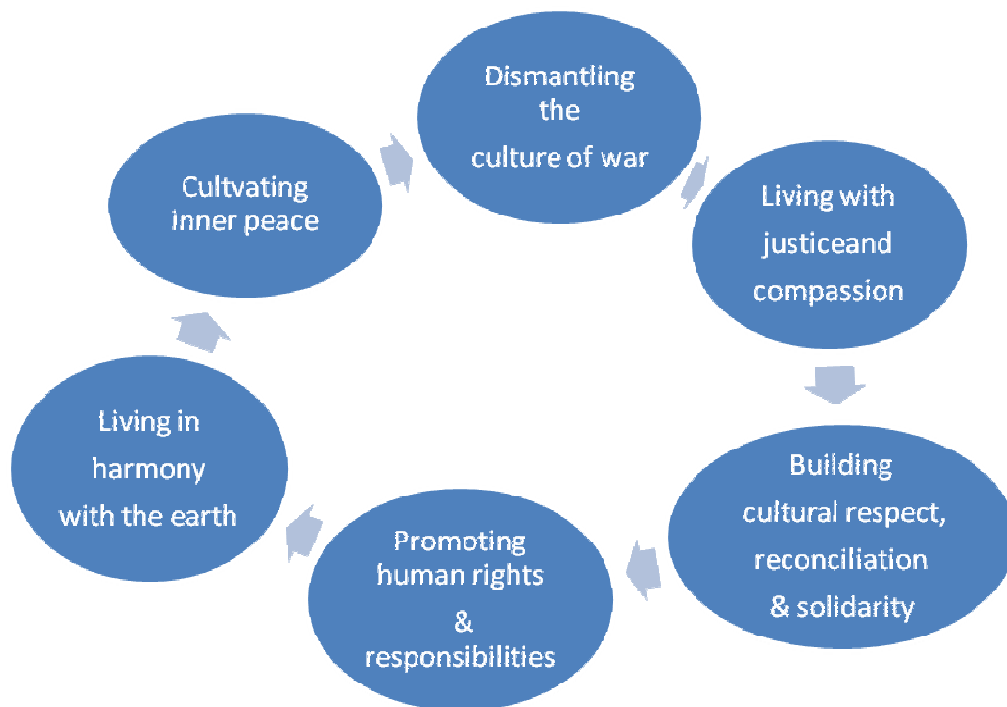 Dismantling
the
culture of war
Living with
justiceand
compassion
Building
cultural respect,
reconciliation
& solidarity
Promoting
human rights
&
responsibilities
Living in
harmony
with the earth
Cultvating
inner peace